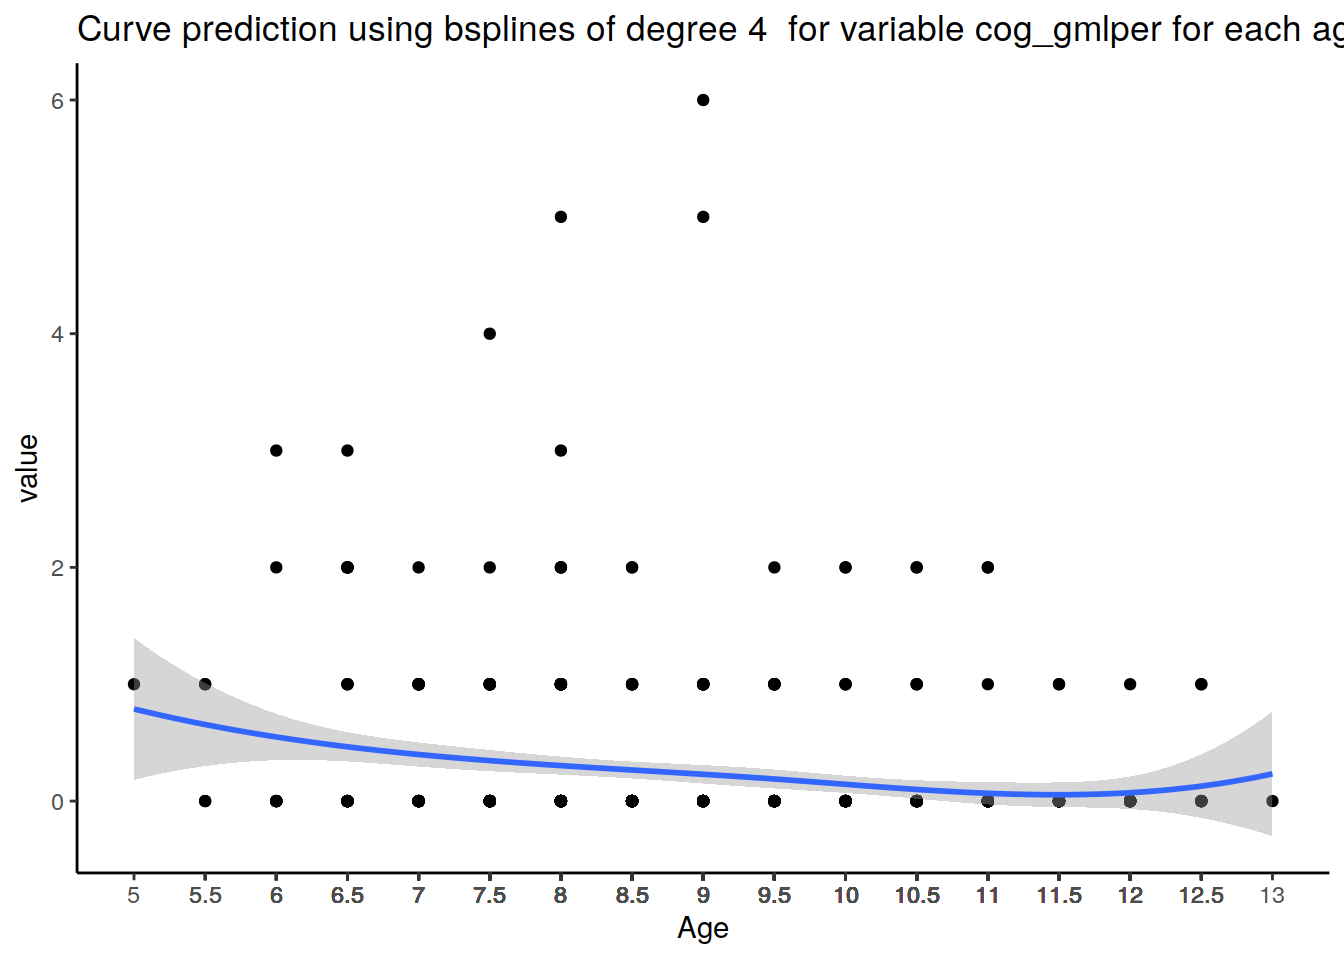 Curve prediction using bsplines of degree 4  for variable cog_gmlper for each ag
6
4
2
0
value
5 5.5 6 6.5 7 7.5 8 8.5 9 9.5 10 10.5 11 11.5 12 12.5 13
Age